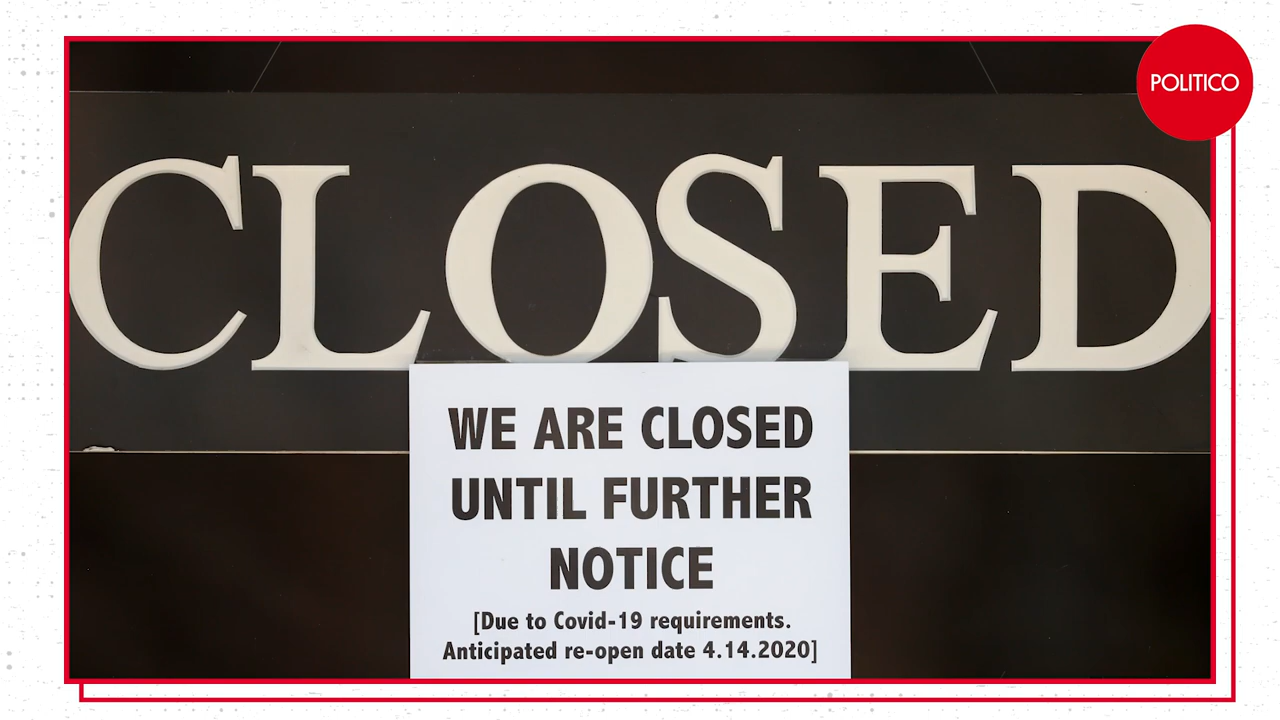 POLITICO
CLOSED
WE ARE CLOSED
UNTIL FURTHER
NOTICE
[Due to Covid-19 requirements.
Anticipated re-open date 4.14.2020]